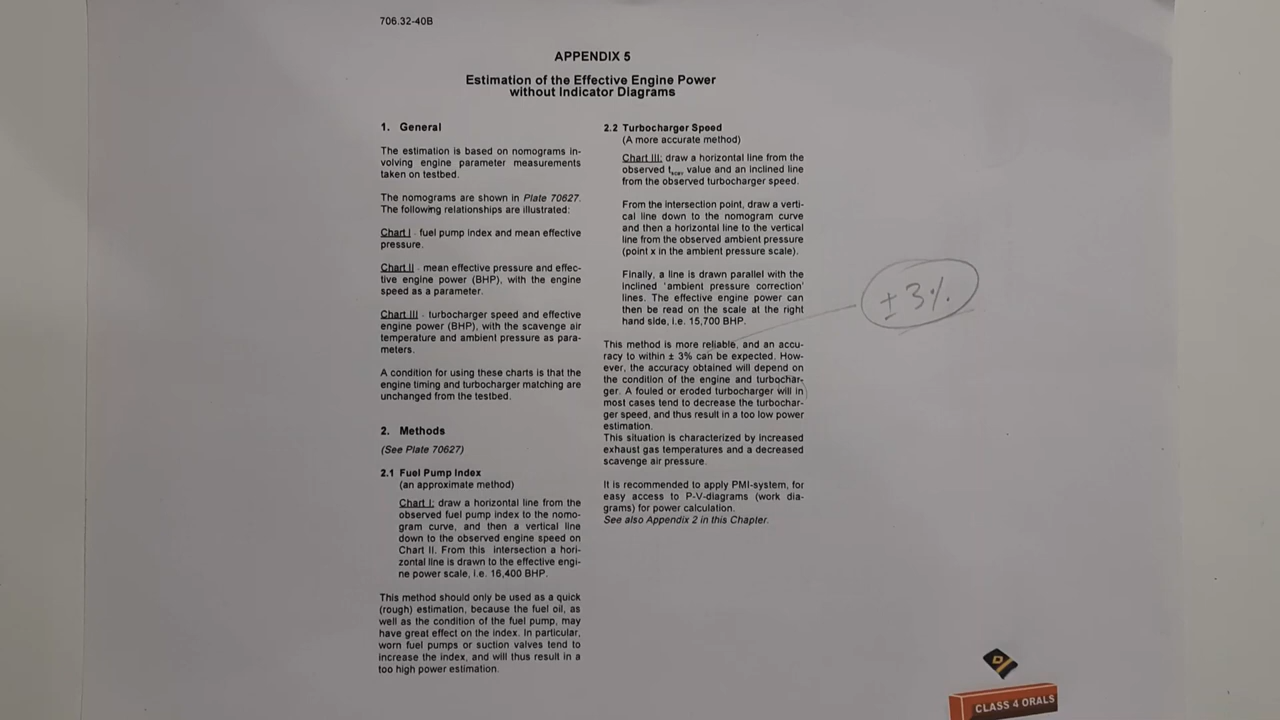 706.32-40B
APPENDIX 5
Estimation of the Effective Engine Power
without Indicator Diagrams
1. General
The estimation is based on nomograms in-
volving engine parameter measurements
taken on testbed.
The nomograms are shown in Plate 70627.
The following relationships are illustrated:
Chart I - fuel pump index and mean effective
pressure.
Chart II - mean effective pressure and effec-
tive engine power (BHP), with the engine
speed as a parameter.
Chart III - turbocharger speed and effective
engine power (BHP), with the scavenge air
temperature and ambient pressure as para-
meters.
A condition for using these charts is that the
engine timing and turbocharger matching are
unchanged from the testbed.
2. Methods
(See Plate 70627)
2.1 Fuel Pump Index
(an approximate method)
Chart I: draw a horizontal line from the
observed fuel pump index to the nomo-
gram curve, and then a vertical line
down to the observed engine speed on
Chart II. From this intersection a hori-
zontal line is drawn to the effective engi-
ne power scale, i.e. 16,400 BHP.
This method should only be used as a quick
(rough) estimation, because the fuel oil, as
well as the condition of the fuel pump, may
have great effect on the index. In particular,
worn fuel pumps or suction valves tend to
increase the index, and will thus result in a
too high power estimation.
2.2 Turbocharger Speed
(A more accurate method)
Chart III: draw a horizontal line from the
observed tscav value and an inclined line
from the observed turbocharger speed.
From the intersection point, draw a verti-
cal line down to the nomogram curve
and then a horizontal line to the vertical
line from the observed ambient pressure
(point x in the ambient pressure scale).
Finally, a line is drawn parallel with the
inclined 'ambient pressure correction'
lines. The effective engine power can
then be read on the scale at the right
hand side, i.e. 15,700 BHP.
This method is more reliable, and an accu-
racy to within ± 3% can be expected. How-
ever, the accuracy obtained will depend on
the condition of the engine and turbochar-
ger. A fouled or eroded turbocharger will in
most cases tend to decrease the turbochar-
ger speed, and thus result in a too low power
estimation.
This situation is characterized by increased
exhaust gas temperatures and a decreased
scavenge air pressure.
It is recommended to apply PMI-system, for
easy access to P-V-diagrams (work dia-
grams) for power calculation.
See also Appendix 2 in this Chapter.
±3%
CLASS 4 ORALS